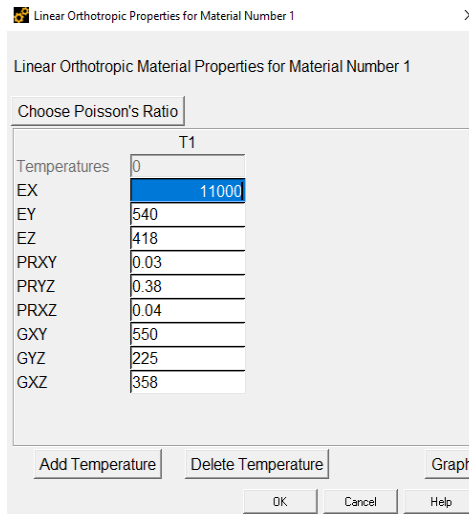 Linear Orthotropic Properties for Material Number 1
Linear Orthotropic Material Properties for Material Number 1
Choose Poisson's Ratio
T1
Temperatures 0
EX 11000
EY 540
EZ 418
PRXY 0.03
PRYZ 0.38
PRXZ 0.04
GXY 550
GYZ 225
GXZ 358
Add Temperature Delete Temperature Graph
OK Cancel Help